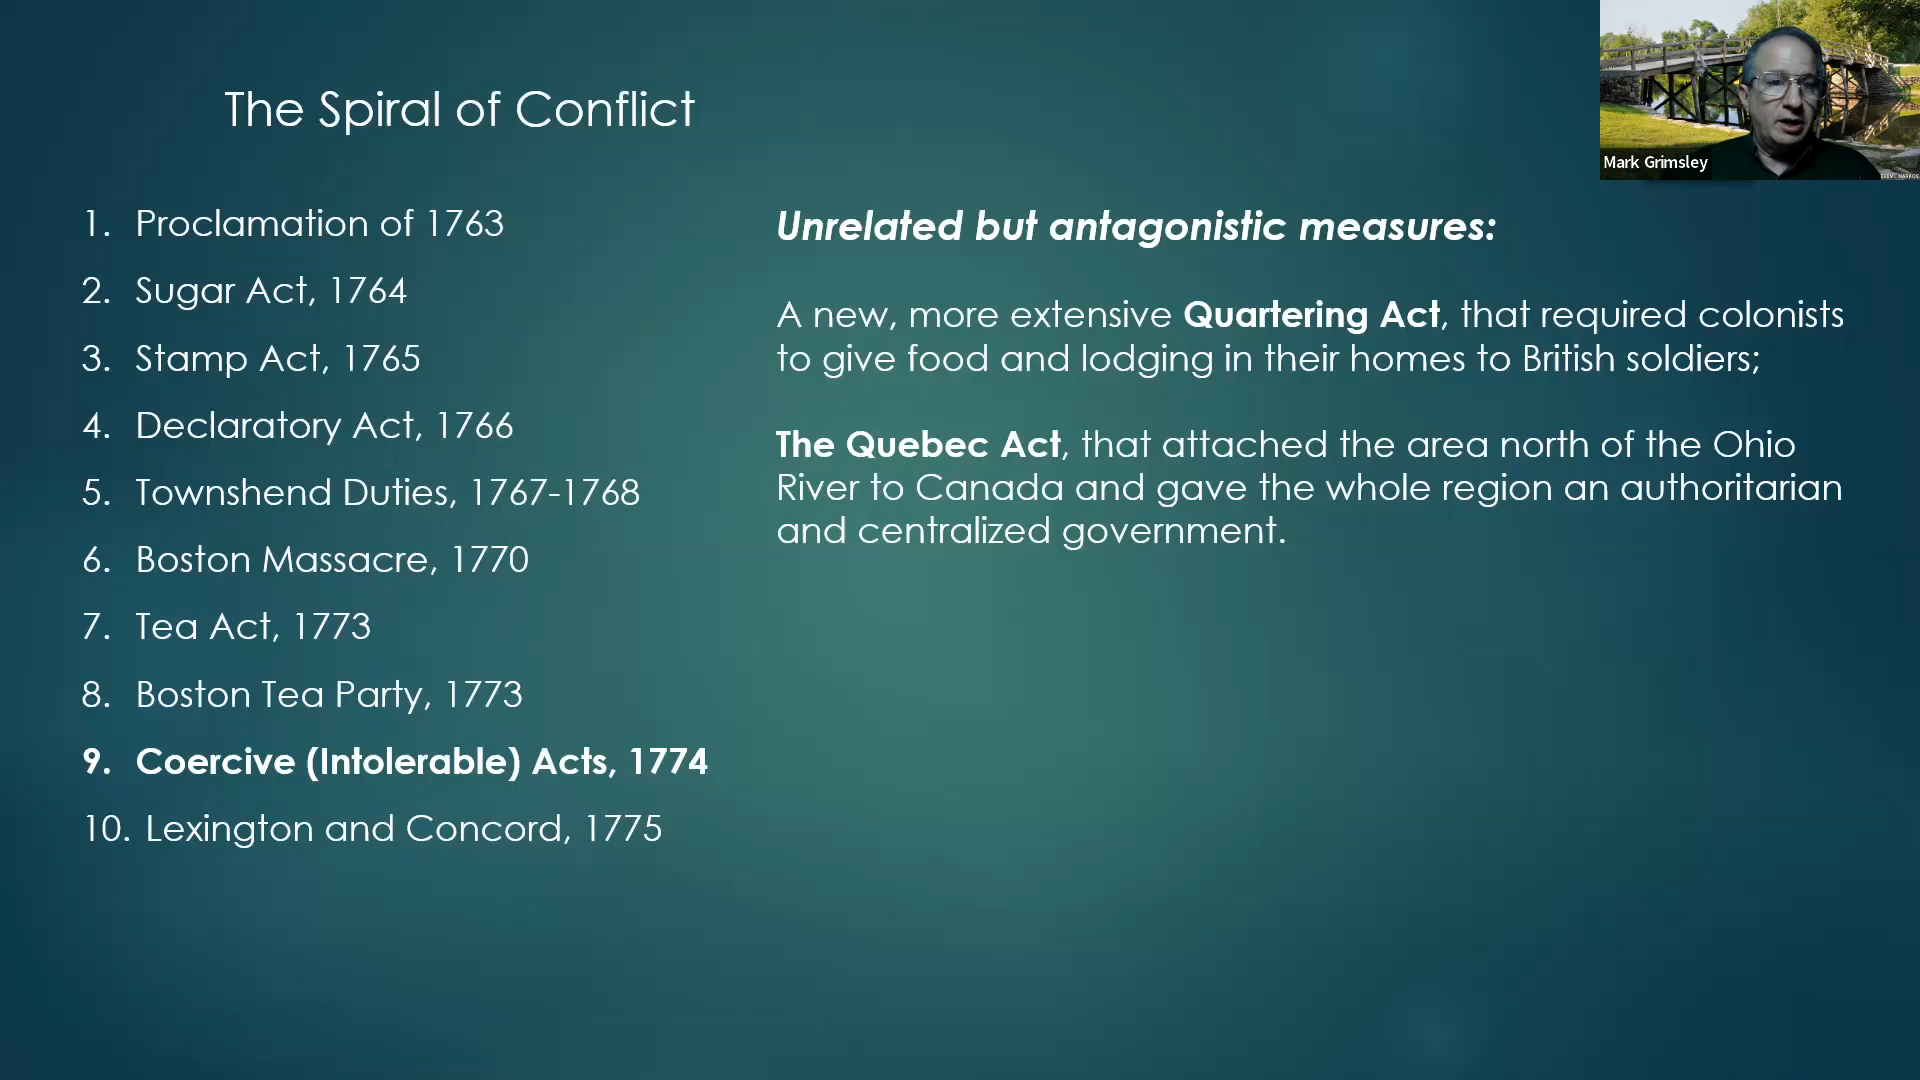 The Spiral of Conflict
Mark Grimsley
1. Proclamation of 1763
2. Sugar Act, 1764
3. Stamp Act, 1765
4. Declaratory Act, 1766
5. Townshend Duties, 1767-1768
6. Boston Massacre, 1770
7. Tea Act, 1773
8. Boston Tea Party, 1773
9. Coercive (Intolerable) Acts, 1774
10. Lexington and Concord, 1775
Unrelated but antagonistic measures:
A new, more extensive Quartering Act, that required colonists
to give food and lodging in their homes to British soldiers;
The Quebec Act, that attached the area north of the Ohio
River to Canada and gave the whole region an authoritarian
and centralized government.